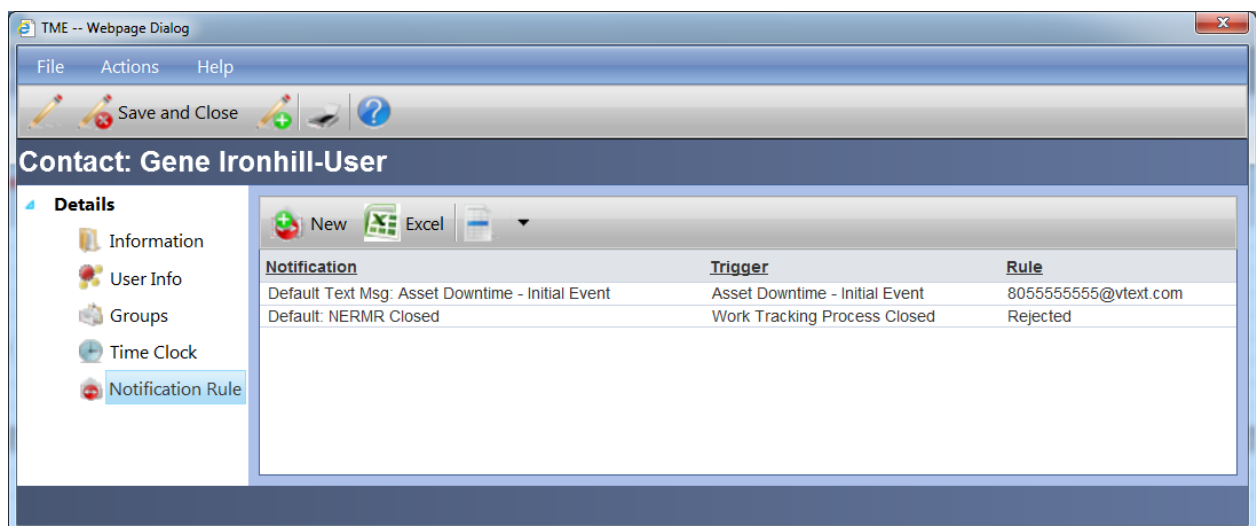 TME -- Webpage Dialog
File Actions Help
Save and Close
Contact: Gene Ironhill-User
Details
Information
User Info
Groups
Time Clock
Notification Rule
New Excel
Notification Trigger Rule
Default Text Msg: Asset Downtime - Initial Event Asset Downtime - Initial Event 8055555555@vtext.com
Default: NERMR Closed Work Tracking Process Closed Rejected